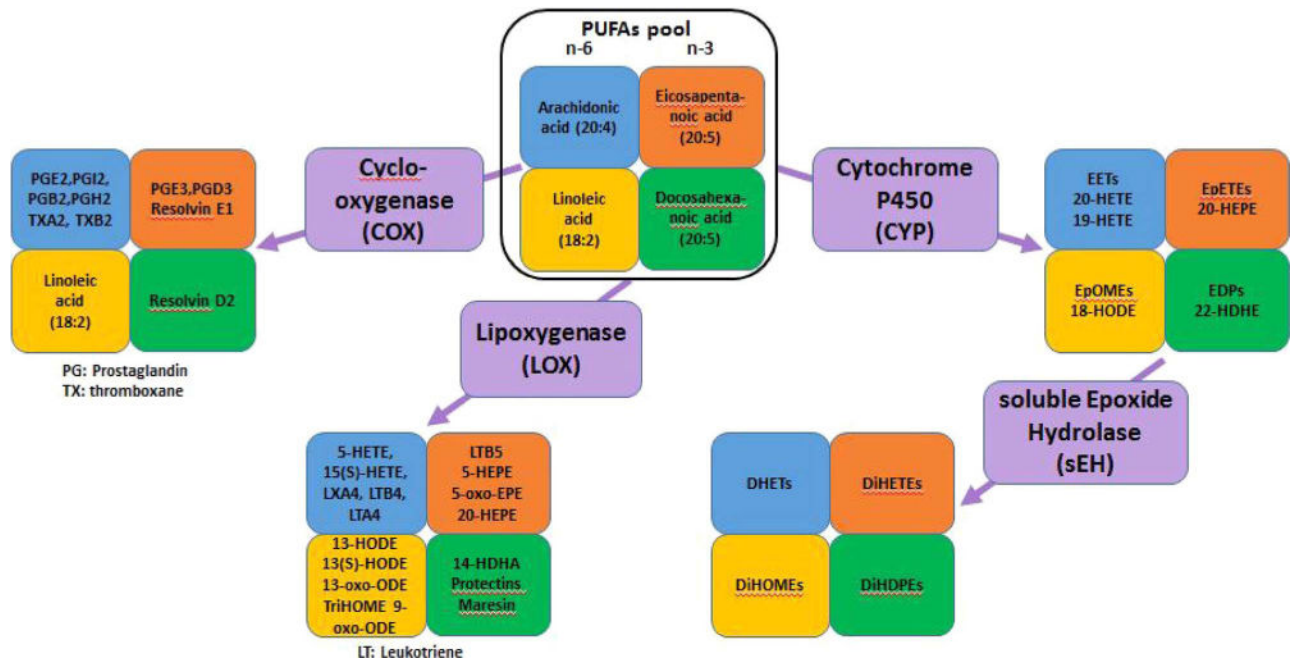 PUFAs pool
n-6 n-3
Arachidonic
acid (20:4)
Eicosapenta-
noic acid
(20:5)
Linoleic
acid
(18:2)
Docosahexa-
noic acid
(20:5)
Cyclo-
oxygenase
(COX)
Cytochrome
P450
(CYP)
Lipoxygenase
(LOX)
PGE2,PGI2,
PGB2,PGH2
TXA2, TXB2
PGE3,PGD3
Resolvin E1
Linoleic
acid
(18:2)
Resolvin D2
PG: Prostaglandin
TX: thromboxane
EETs
20-HETE
19-HETE
EpETEs
20-HEPE
EpOMEs
18-HODE
EDPs
22-HDHE
soluble Epoxide
Hydrolase
(sEH)
5-HETE,
15(S)-HETE,
LXA4, LTB4,
LTA4
LTB5
5-HEPE
5-oxo-EPE
20-HEPE
13-HODE
13(S)-HODE
13-oxo-ODE
TriHOME 9-
oxo-ODE
14-HDHA
Protectins
Maresin
LT: Leukotriene
DHETs
DiHETEs
DiHOMEs
DiHDPEs